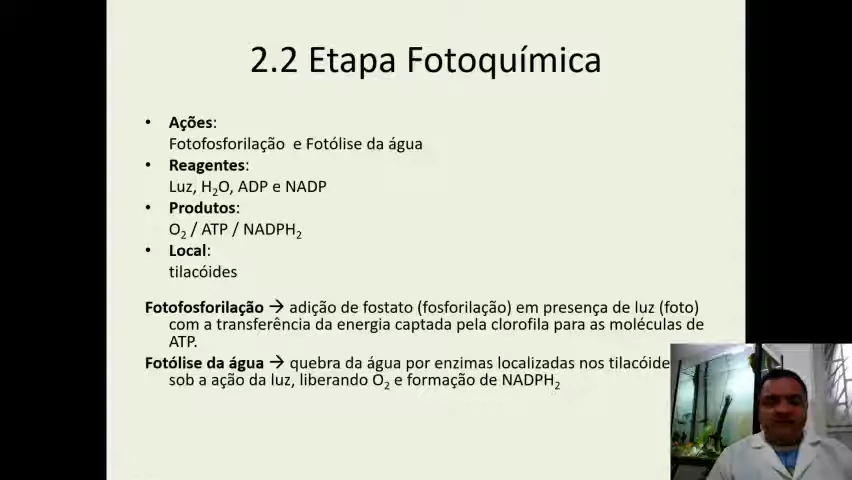 2.2 Etapa Fotoquímica
• Ações:
Fotofosforilação e Fotólise da água
• Reagentes:
Luz, H₂O, ADP e NADP
• Produtos:
O₂ / ATP / NADPH₂
• Local:
tilacóides
Fotofosforilação → adição de fostato (fosforilação) em presença de luz (foto)
com a transferência da energia captada pela clorofila para as moléculas de
ATP.
Fotólise da água → quebra da água por enzimas localizadas nos tilacóide
sob a ação da luz, liberando O₂ e formação de NADPH₂